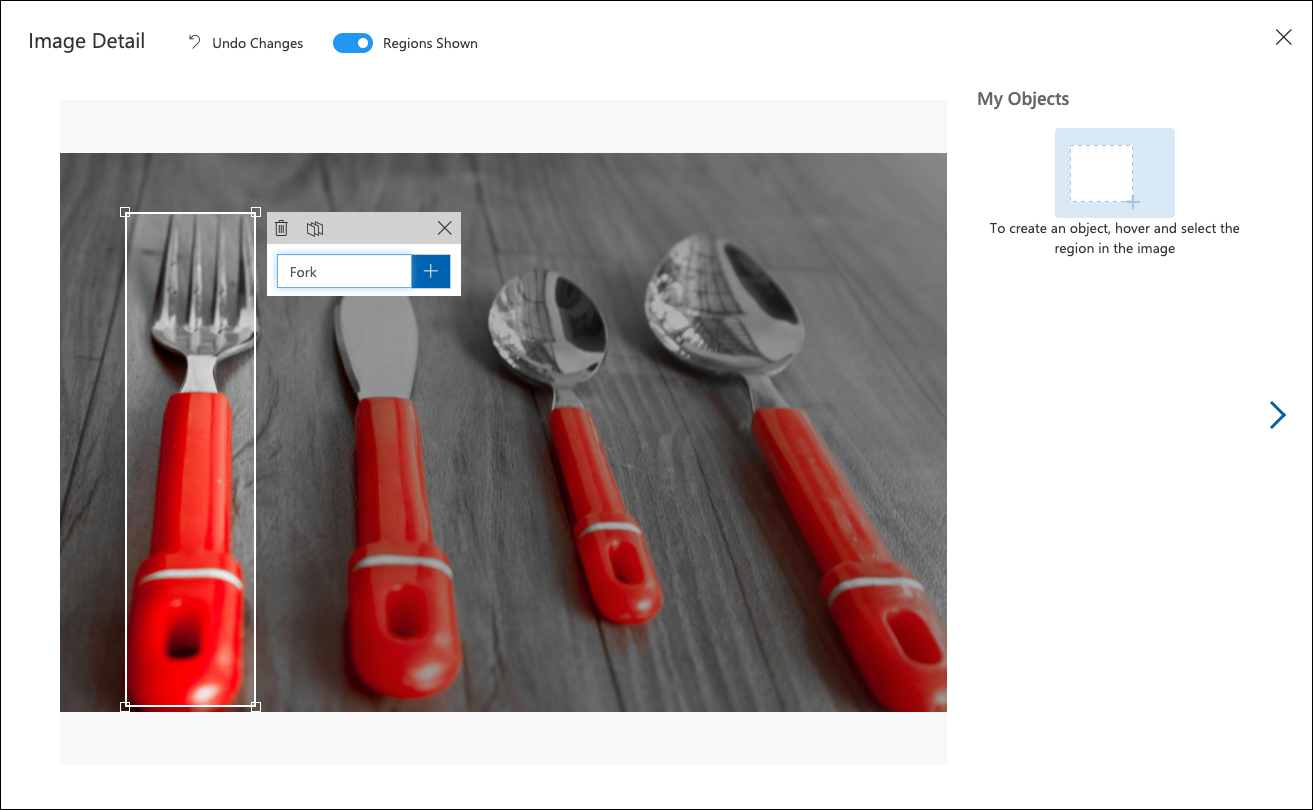 Image Detail
Undo Changes
Regions Shown
My Objects
To create an object, hover and select the
region in the image
Fork